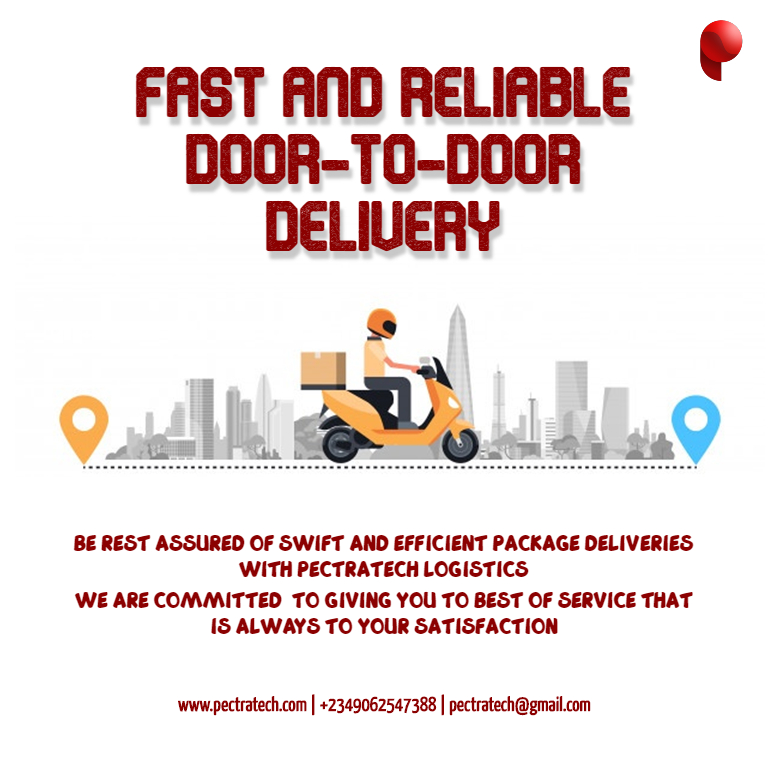 FAST AND RELIABLE
DOOR-TO-DOOR
DELIVERY
BE REST ASSURED OF SWIFT AND EFFICIENT PACKAGE DELIVERIES
WITH PECTRATECH LOGISTICS
WE ARE COMMITTED TO GIVING YOU TO BEST OF SERVICE THAT
IS ALWAYS TO YOUR SATISFACTION
www.pectratech.com | +2349062547388 | pectratech@gmail.com